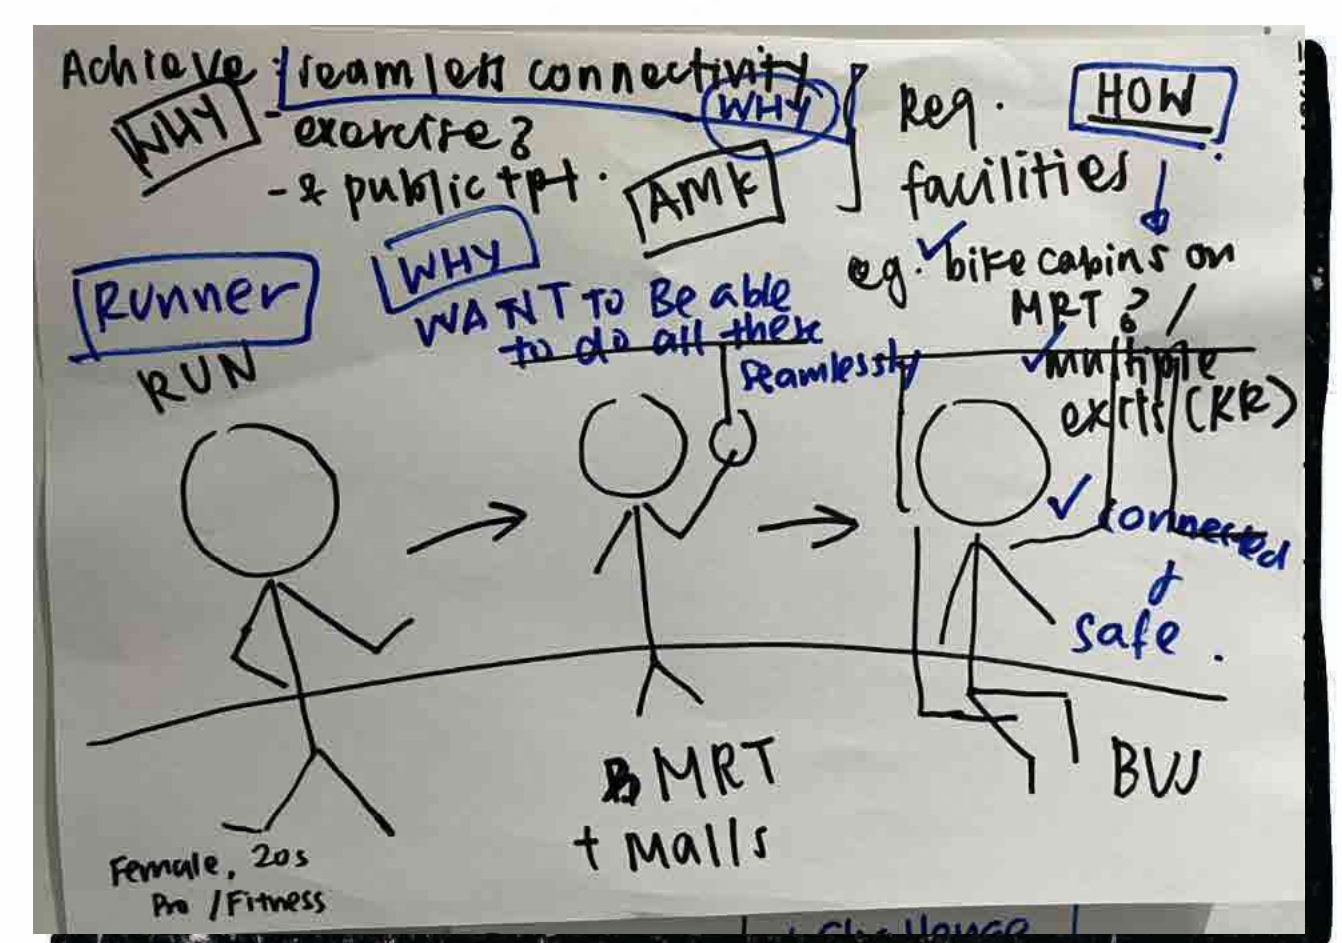 Achieve seamless connectivity
WHY
- exercise?
- & public tpt.
WHY
AMK
Req.
facilities
HOW
eg. bike cabins on
MRT? /
multiple
exits (KR)
connected
&
safe.
Runner
RUN
WHY
WANT TO Be able
to do all these
seamlessly
MRT
+ Malls
BUS
Female, 20s
Pro / Fitness
Challenge